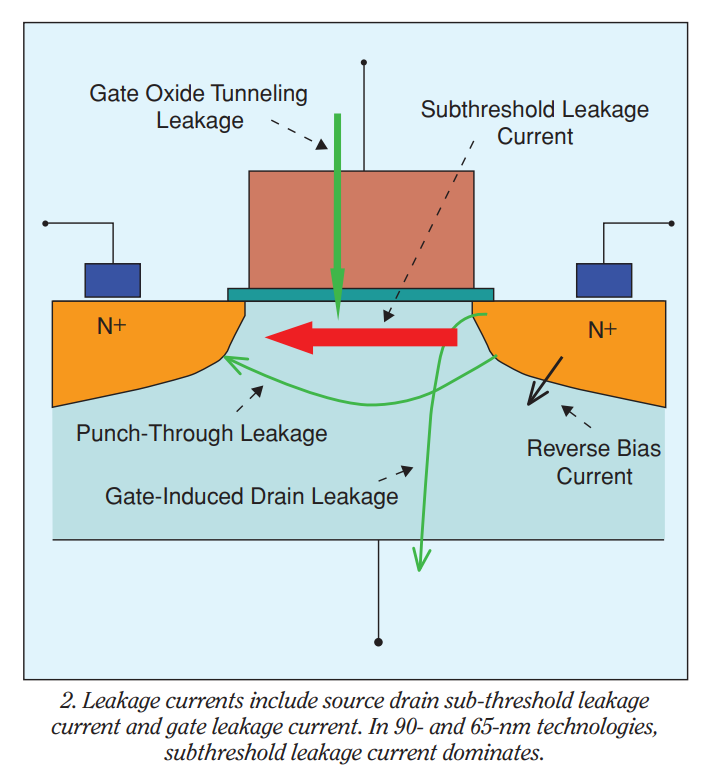 Gate Oxide Tunneling
Leakage
Subthreshold Leakage
Current
N+
N+
Punch-Through Leakage
Reverse Bias
Current
Gate-Induced Drain Leakage
2. Leakage currents include source drain sub-threshold leakage
current and gate leakage current. In 90- and 65-nm technologies,
subthreshold leakage current dominates.